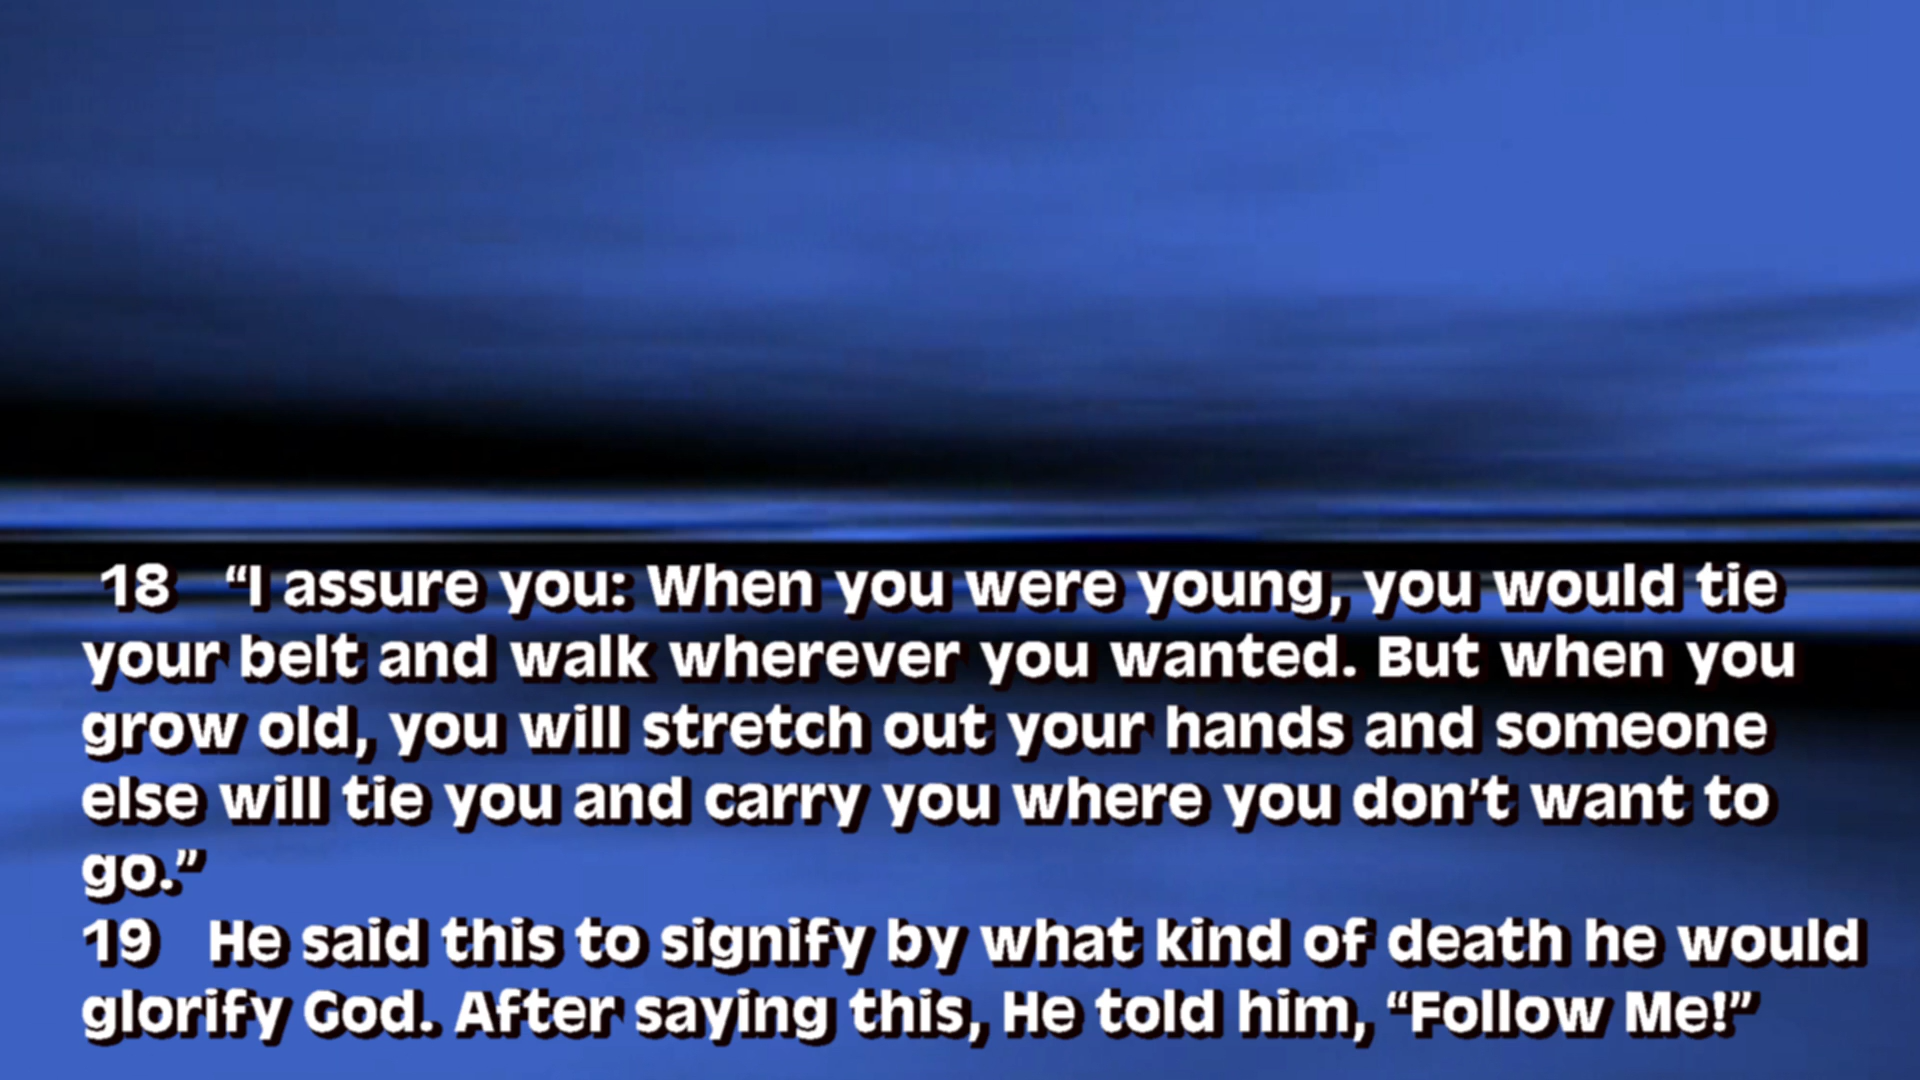 18 “I assure you: When you were young, you would tie
your belt and walk wherever you wanted. But when you
grow old, you will stretch out your hands and someone
else will tie you and carry you where you don’t want to
go.”
19 He said this to signify by what kind of death he would
glorify God. After saying this, He told him, “Follow Me!”